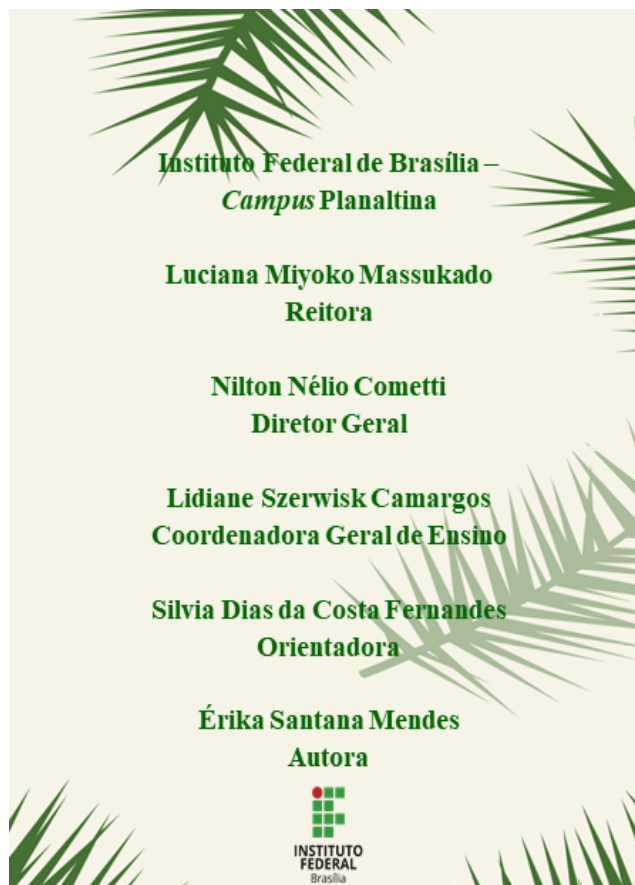 Instituto Federal de Brasília –
Campus Planaltina
Luciana Miyoko Massukado
Reitora
Nilton Nélio Cometti
Diretor Geral
Lidiane Szerwisk Camargos
Coordenadora Geral de Ensino
Silvia Dias da Costa Fernandes
Orientadora
Érika Santana Mendes
Autora
INSTITUTO
FEDERAL
Brasília